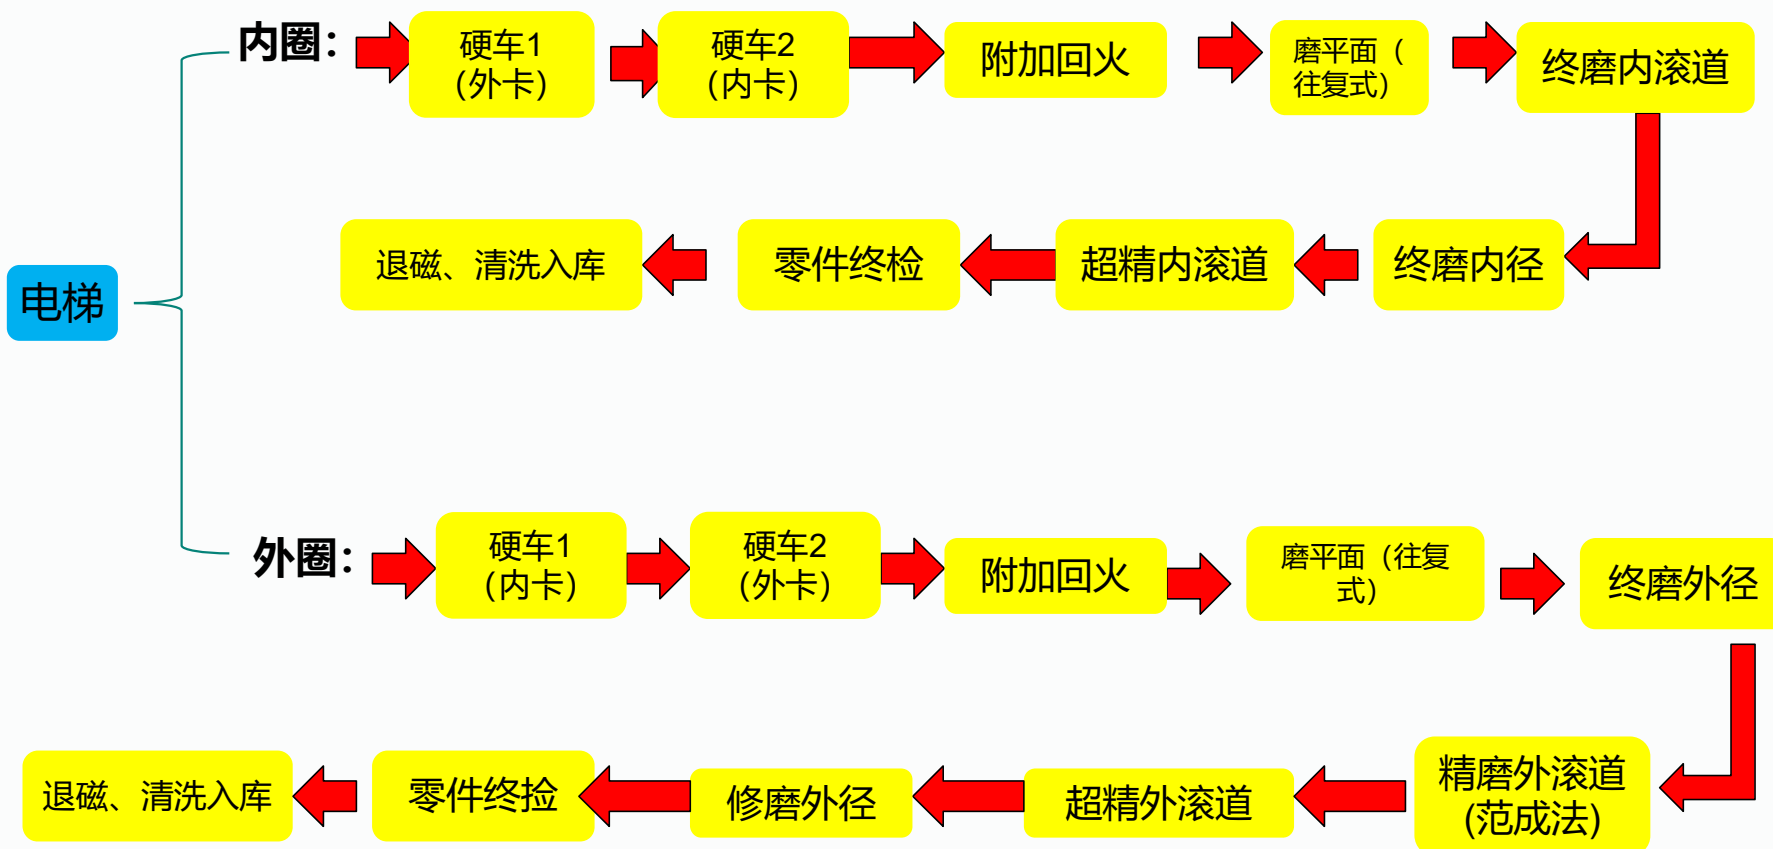 内圈：
硬车1
（外卡）
硬车2
（内卡）
附加回火
磨平面（
往复式）
终磨内滚道
退磁、清洗入库
零件终检
超精内滚道
终磨内径
电梯
外圈：
硬车1
（内卡）
硬车2
（外卡）
附加回火
磨平面（往复
式）
终磨外径
退磁、清洗入库
零件终捡
修磨外径
超精外滚道
精磨外滚道
(范成法)